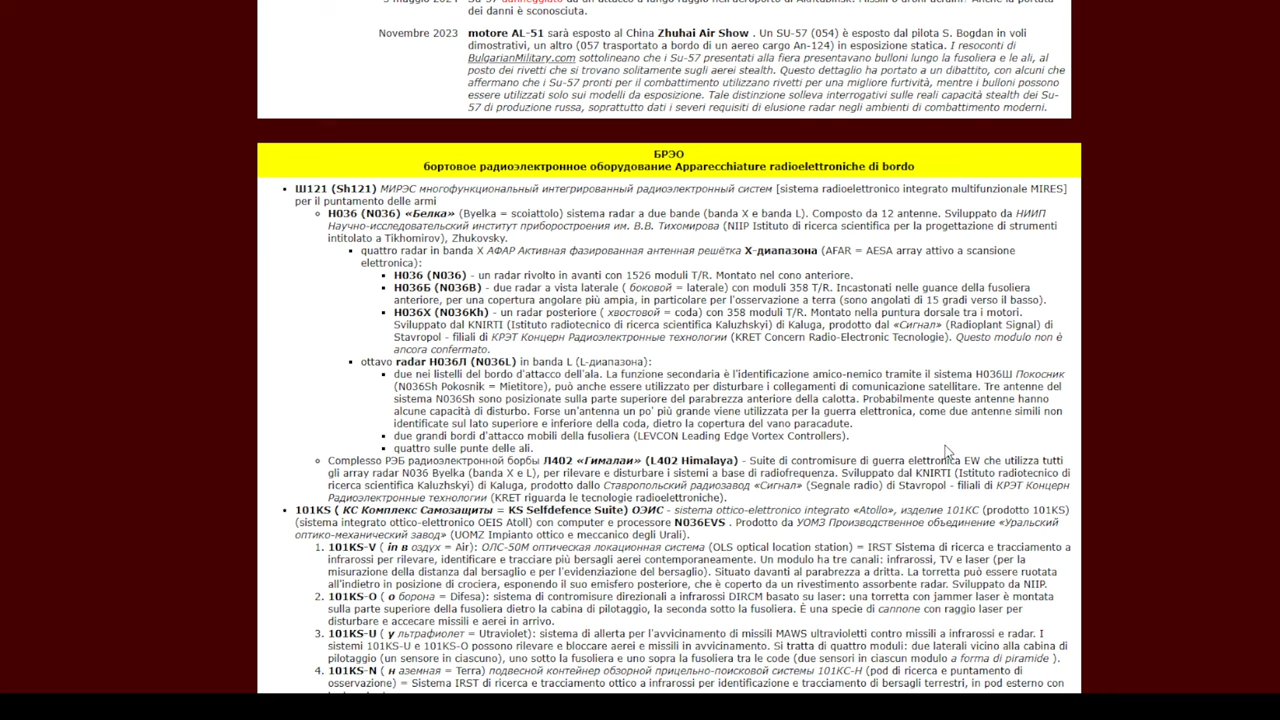 dei danni è sconosciuta.
Novembre 2023 motore AL-51 sarà esposto al China Zhuhai Air Show . Un SU-57 (054) è esposto dal pilota S. Bogdan in voli
dimostrativi, un altro (057 trasportato a bordo di un aereo cargo An-124) in esposizione statica. I resoconti di
BulgarianMilitary.com sottolineano che i Su-57 presentati alla fiera presentavano bulloni lungo la fusoliera e le ali, al
posto dei rivetti che si trovano solitamente sugli aerei stealth. Questo dettaglio ha portato a un dibattito, con alcuni che
affermano che i Su-57 pronti per il combattimento utilizzano rivetti per una migliore furtività, mentre i bulloni possono
essere utilizzati solo sui modelli da esposizione. Tale distinzione solleva interrogativi sulle reali capacità stealth dei Su-
57 di produzione russa, soprattutto dati i severi requisiti di elusione radar negli ambienti di combattimento moderni.
БРЭО
бортовое радиоэлектронное оборудование Apparecchiature radioelettroniche di bordo
• Ш121 (Sh121) МИРЭС многофункциональный интегрированный радиоэлектронный систем [sistema radioelettronico integrato multifunzionale MIRES]
per il puntamento delle armi
◦ Н036 (N036) «Белка» (Byelka = scoiattolo) sistema radar a due bande (banda X e banda L). Composto da 12 antenne. Sviluppato da НИИП
Научно-исследовательский институт приборостроения им. В.В. Тихомирова (NIIP Istituto di ricerca scientifica per la progettazione di strumenti
intitolato a Tikhomirov), Zhukovsky.
▪ quattro radar in banda X АФАР Активная фазированная антенная решётка X-диапазона (AFAR = AESA array attivo a scansione
elettronica):
▪ Н036 (N036) - un radar rivolto in avanti con 1526 moduli T/R. Montato nel cono anteriore.
▪ Н036Б (N036B) - due radar a vista laterale ( боковой = laterale) con moduli 358 T/R. Incastonati nelle guance della fusoliera
anteriore, per una copertura angolare più ampia, in particolare per l'osservazione a terra (sono angolati di 15 gradi verso il basso).
▪ Н036Х (N036Kh) - con un radar posteriore ( хвостовой = coda) con 358 moduli T/R. Montato nella puntura dorsale tra i motori.
Sviluppato dal KNIRTI (Istituto radiotecnico di ricerca scientifica Kaluzhskyi) di Kaluga, prodotto dal «Сигнал» (Radioplant Signal) di
Stavropol - filiali di КРЭТ Концерн Радиоэлектронные технологии (KRET Concern Radio-Electronic Tecnologie). Questo modulo non è
ancora confermato.
▪ ottavo radar Н036Л (N036L) in banda L (L-диапазона):
▪ due nei listelli del bordo d'attacco dell'ala. La funzione secondaria è l'identificazione amico-nemico tramite il sistema Н036Ш Покосник
(N036Sh Pokosnik = Mietitore), può anche essere utilizzato per disturbare i collegamenti di comunicazione satellitare. Tre antenne del
sistema N036Sh sono posizionate sulla parte superiore del parabrezza anteriore della calotta. Probabilmente queste antenne hanno
alcune capacità di disturbo. Forse un'antenna un po' più grande viene utilizzata per la guerra elettronica, come due antenne simili non
identificate sul lato superiore e inferiore della coda, dietro la copertura del vano paracadute.
▪ due grandi bordi d'attacco mobili della fusoliera (LEVCON Leading Edge Vortex Controllers).
▪ quattro sulle punte delle ali.
◦ Complesso РЭБ радиоэлектронной борбы Л402 «Гималаи» (L402 Himalaya) - Suite di contromisure di guerra elettronica EW che utilizza tutti
gli array radar N036 Byelka (banda X e L), per rilevare e disturbare i sistemi a base di radiofrequenza. Sviluppato dal KNIRTI (Istituto radiotecnico di
ricerca scientifica Kaluzhskyi) di Kaluga, prodotto dallo Ставропольский радиозавод «Сигнал» (Segnale radio) di Stavropol - filiali di КРЭТ Концерн
Радиоэлектронные технологии (KRET riguarda le tecnologie radioelettroniche).
• 101KS ( КС Комплекс Самозащиты = KS Selfdefence Suite) ОЭИС - sistema ottico-elettronico integrato «Atollo», изделие 101КС (prodotto 101KS)
(sistema integrato ottico-elettronico OEIS Atoll) con computer e processore N036EVS . Prodotto da УОМЗ Производственное объединение «Уральский
оптико-механический завод» (UOMZ Impianto ottico e meccanico degli Urali).
1. 101KS-V ( in в оздух = Air): ОЛС-50М оптическая локационная система (OLS optical location station) = IRST Sistema di ricerca e tracciamento a
infrarossi per rilevare, identificare e tracciare più bersagli aerei contemporaneamente. Un modulo ha tre canali: infrarossi, TV e laser (per la
misurazione della distanza dal bersaglio e per l'evidenziazione del bersaglio). Situato davanti al parabrezza a dritta. La torretta può essere ruotata
all'indietro in posizione di crociera, esponendo il suo emisfero posteriore, che è coperto da un rivestimento assorbente radar. Sviluppato da NIIP.
2. 101KS-O ( о борона = Difesa): sistema di contromisure direzionali a infrarossi DIRCM basato su laser: una torretta con jammer laser è montata
sulla parte superiore della fusoliera dietro la cabina di pilotaggio, la seconda sotto la fusoliera. È una specie di cannone con raggio laser per
disturbare e accecare missili e aerei in arrivo.
3. 101KS-U ( у льтрафиолет = Utraviolet): sistema di allerta per l'avvicinamento di missili MAWS ultravioletti contro missili a infrarossi e radar. I
sistemi 101KS-U e 101KS-O possono rilevare e bloccare aerei e missili in avvicinamento. Si tratta di quattro moduli: due laterali vicino alla cabina di
pilotaggio (un sensore in ciascuno), uno sotto la fusoliera e uno sopra la fusoliera tra le code (due sensori in ciascun modulo a forma di piramide ).
4. 101KS-N ( н аземная = Terra) подвесной контейнер обзорной прицельно-поисковой системы 101КС-Н (pod di ricerca e puntamento di
osservazione) = Sistema IRST di ricerca e tracciamento ottico a infrarossi per identificazione e tracciamento di bersagli terrestri, in pod esterno con